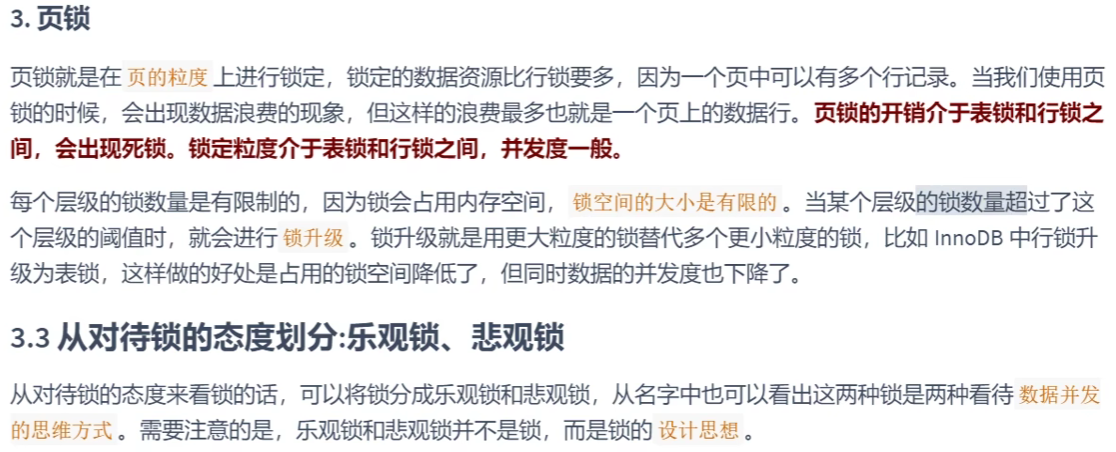 3. 页锁
页锁就是在 页的粒度 上进行锁定，锁定的数据资源比行锁要多，因为一个页中可以有多个行记录。当我们使用页
锁的时候，会出现数据浪费的现象，但这样的浪费最多也就是一个页上的数据行。页锁的开销介于表锁和行锁之
间，会出现死锁。锁定粒度介于表锁和行锁之间，并发度一般。
每个层级的锁数量是有限制的，因为锁会占用内存空间， 锁空间的大小是有限的 。当某个层级的锁数量超过了这
个层级的阈值时，就会进行 锁升级 。锁升级就是用更大粒度的锁替代多个更小粒度的锁，比如 InnoDB 中行锁升
级为表锁，这样做的好处是占用的锁空间降低了，但同时数据的并发度也下降了。
3.3 从对待锁的态度划分:乐观锁、悲观锁
从对待锁的态度来看锁的话，可以将锁分成乐观锁和悲观锁，从名字中也可以看出这两种锁是两种看待 数据并发
的思维方式 。需要注意的是，乐观锁和悲观锁并不是锁，而是锁的 设计思想 。